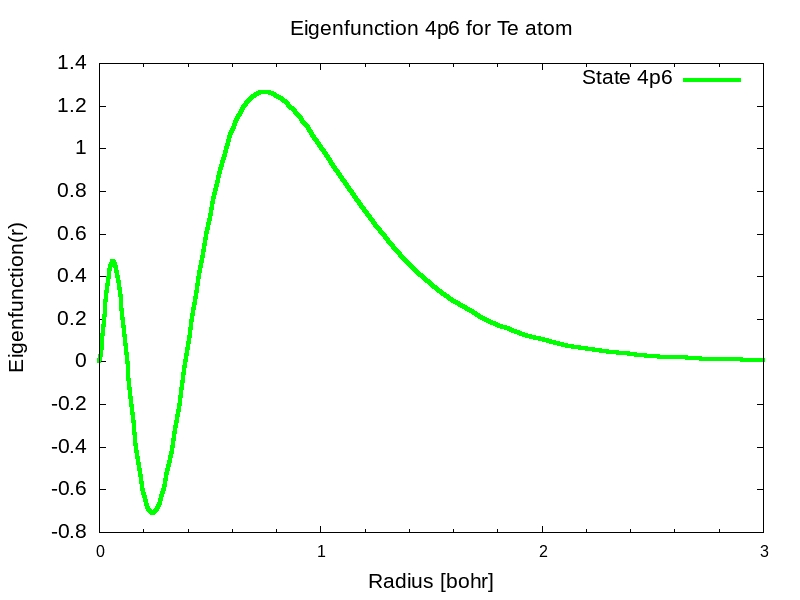 Eigenfunction 4p6 for Te atom
State 4p6
1.4
1.2
1
0.8
0.6
0.4
0.2
0
-0.2
-0.4
-0.6
-0.8
Eigenfunction(r)
0 1 2 3
Radius [bohr]